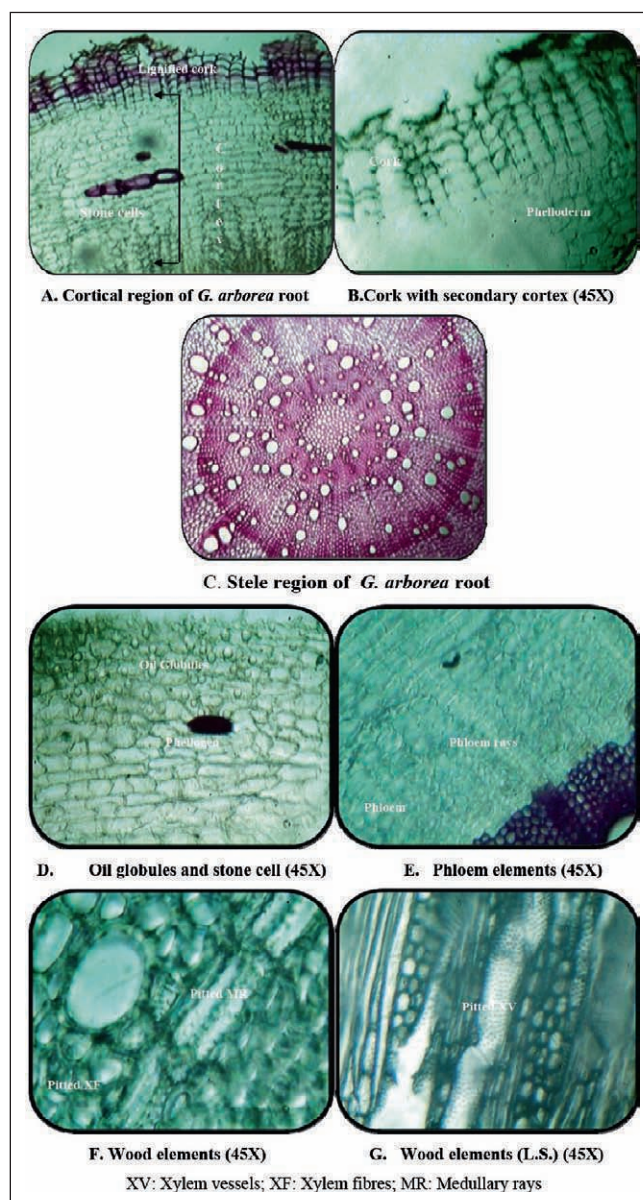 Lignified cork
Cortex
Stone cells
Cork
Phelloderm
A. Cortical region of G. arborea root
B.Cork with secondary cortex (45X)
C. Stele region of G. arborea root
Oil Globules
Phellogen
Phloem rays
Phloem
D. Oil globules and stone cell (45X)
E. Phloem elements (45X)
Pitted MR
Pitted XF
Pitted XV
F. Wood elements (45X)
G. Wood elements (L.S.) (45X)
XV: Xylem vessels; XF: Xylem fibres; MR: Medullary rays